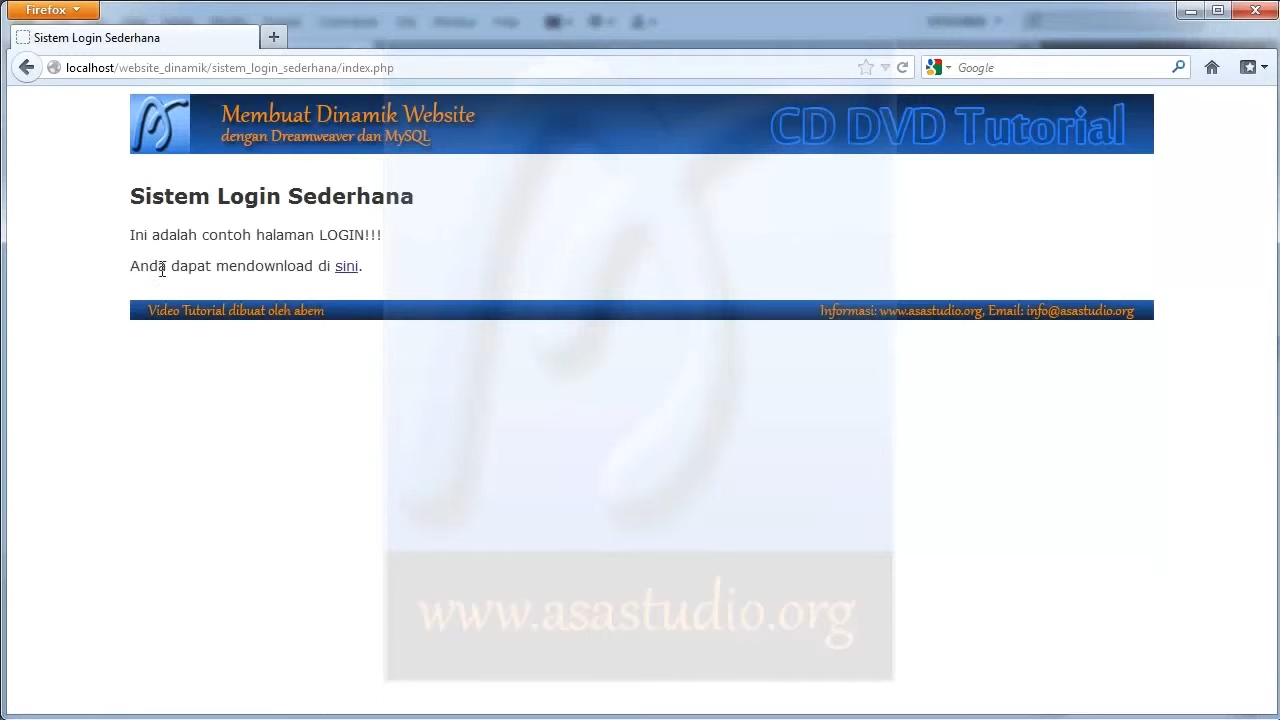 Firefox
Sistem Login Sederhana
localhost/website_dinamik/sistem_login_sederhana/index.php
Google
Membuat Dinamik Website
dengan Dreamweaver dan MySQL
CD DVD Tutorial
Sistem Login Sederhana
Ini adalah contoh halaman LOGIN!!!
Anda dapat mendownload di sini.
Video Tutorial dibuat oleh abem
Informasi: www.asastudio.org, Email: info@asastudio.org
www.asastudio.org